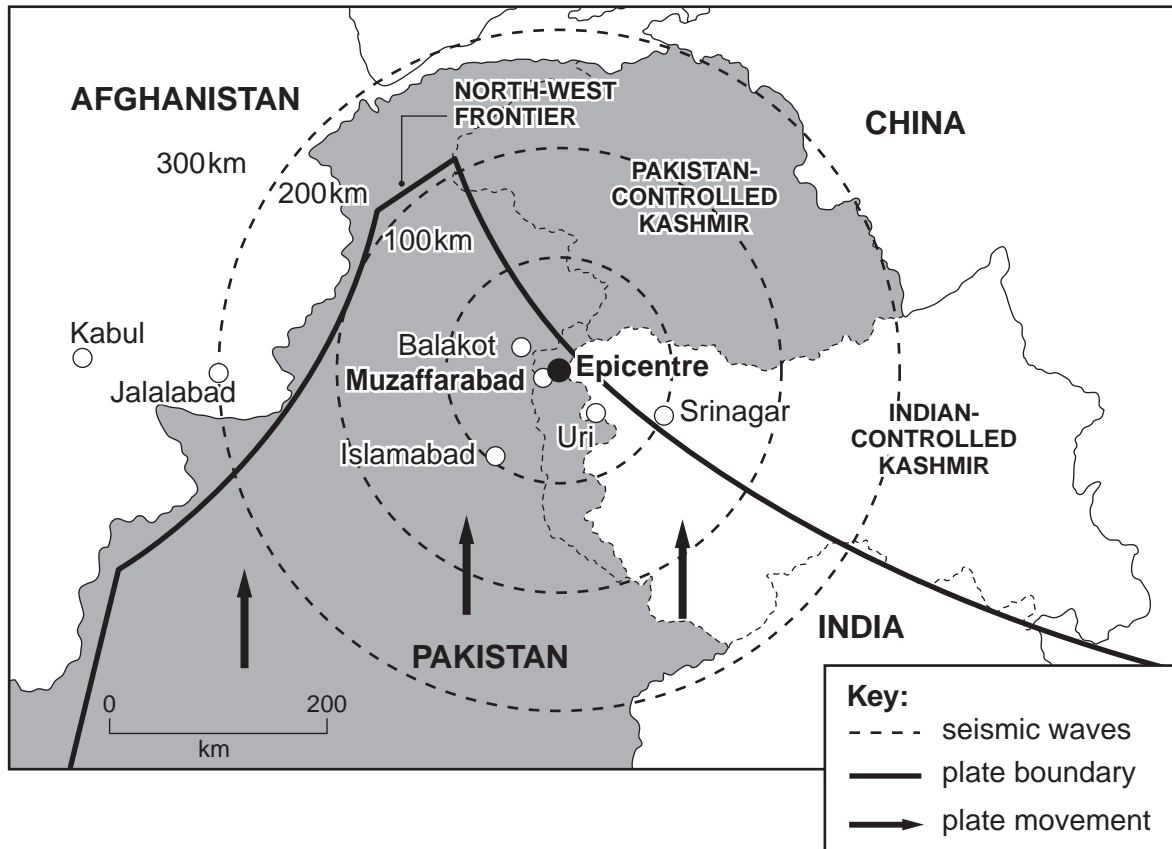 AFGHANISTAN
NORTH-WEST
FRONTIER
CHINA
300km
200km
PAKISTAN-
CONTROLLED
KASHMIR
100km
Kabul
Jalalabad
Balakot
Muzaffarabad
Epicentre
Srinagar
Uri
Islamabad
INDIAN-
CONTROLLED
KASHMIR
INDIA
PAKISTAN
0 200
km
Key:
seismic waves
plate boundary
plate movement